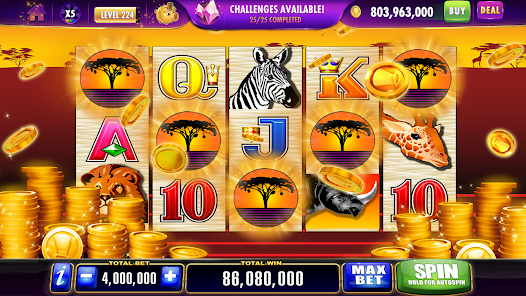 X5
LEVEL 224
CHALLENGES AVAILABLE!
25/25 COMPLETED
803,963,000
BUY
DEAL
Q
K
A
J
10
10
TOTAL BET
4,000,000
TOTAL WIN
86,080,000
MAX
BET
SPIN
HOLD FOR AUTOSPIN
i
-
+